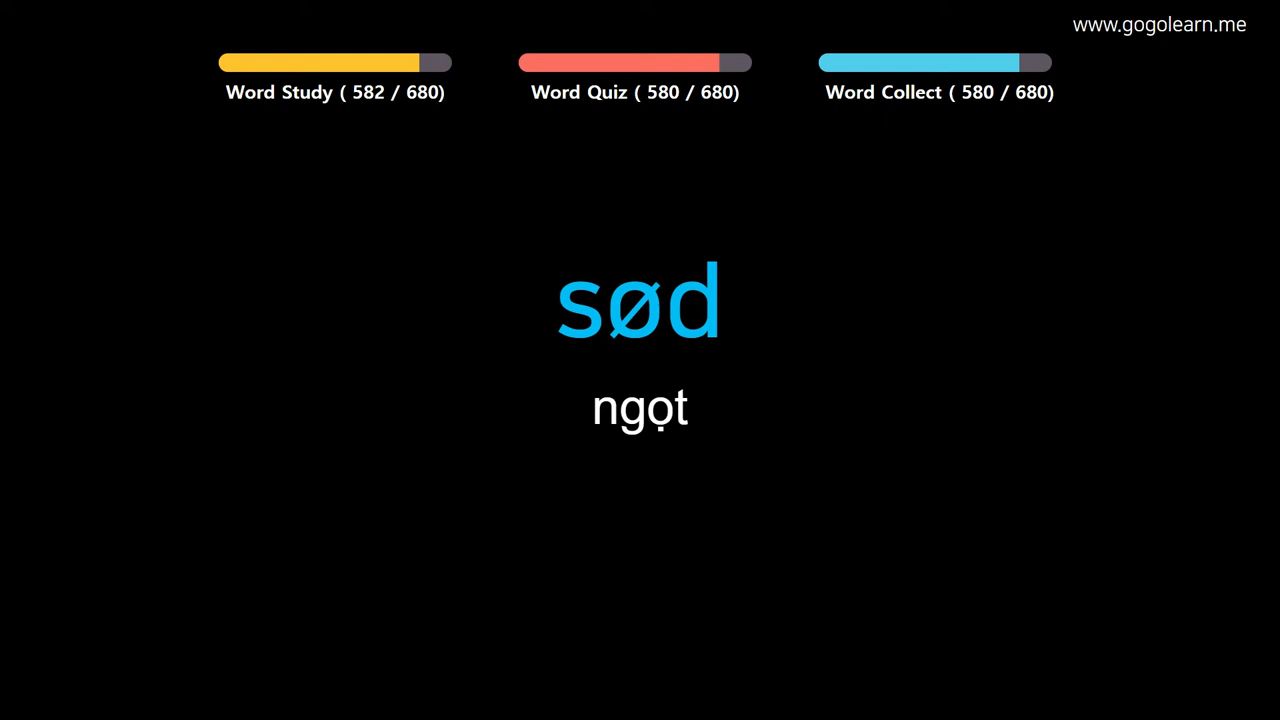 www.gogolearn.me
Word Study ( 582 / 680)
Word Quiz ( 580 / 680)
Word Collect ( 580 / 680)
sød
ngọt